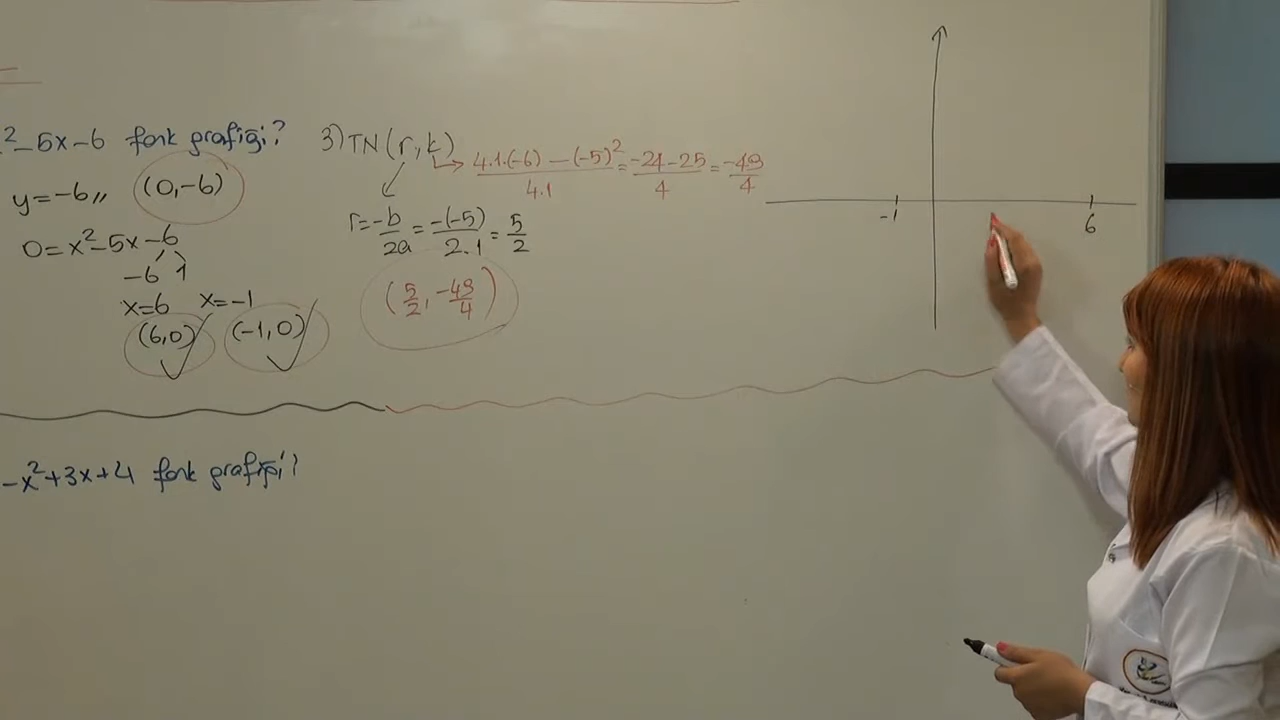 ²-5x-6 fonk grafiği?
y=-6,, (0,-6)
0=x²-5x-6
-6 1
x=6 x=-1
(6,0) (-1,0)
3) TN(r,k)
4.1.(-6)-(-5)²/4.1 = -24-25/4 = -49/4
r=-b/2a = -(-5)/2.1 = 5/2
(5/2, -49/4)
-1 6
-x²+3x+4 fonk grafiği?